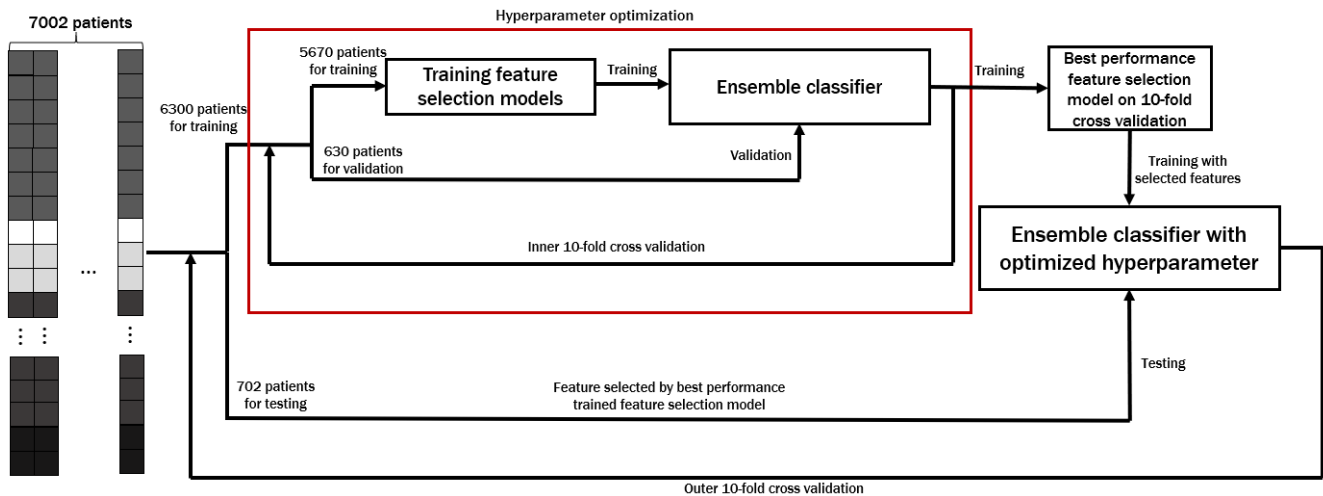 7002 patients
Hyperparameter optimization
5670 patients
for training
Training feature
selection models
Training
Ensemble classifier
Training
Best performance
feature selection
model on 10-fold
cross validation
6300 patients
for training
630 patients
for validation
Validation
Training with
selected features
Inner 10-fold cross validation
Ensemble classifier with
optimized hyperparameter
...
702 patients
for testing
Feature selected by best performance
trained feature selection model
Testing
Outer 10-fold cross validation